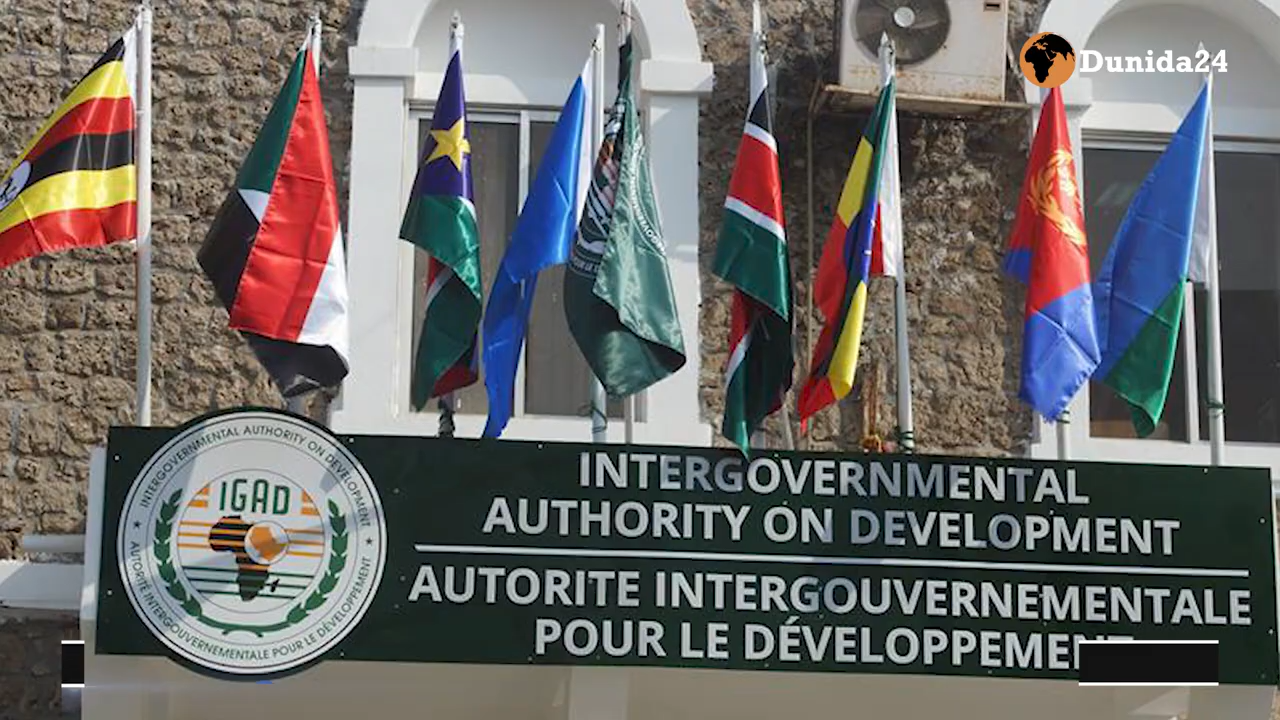 Dunida24
INTERGOVERNMENTAL
AUTHORITY ON DEVELOPMENT
AUTORITE INTERGOUVERNEMENTALE
POUR LE DÉVELOPPEMENT
INTERGOVERNMENTAL AUTHORITY ON DEVELOPMENT
IGAD
AUTORITÉ INTERGOUVERNEMENTALE POUR LE DÉVELOPPEMENT